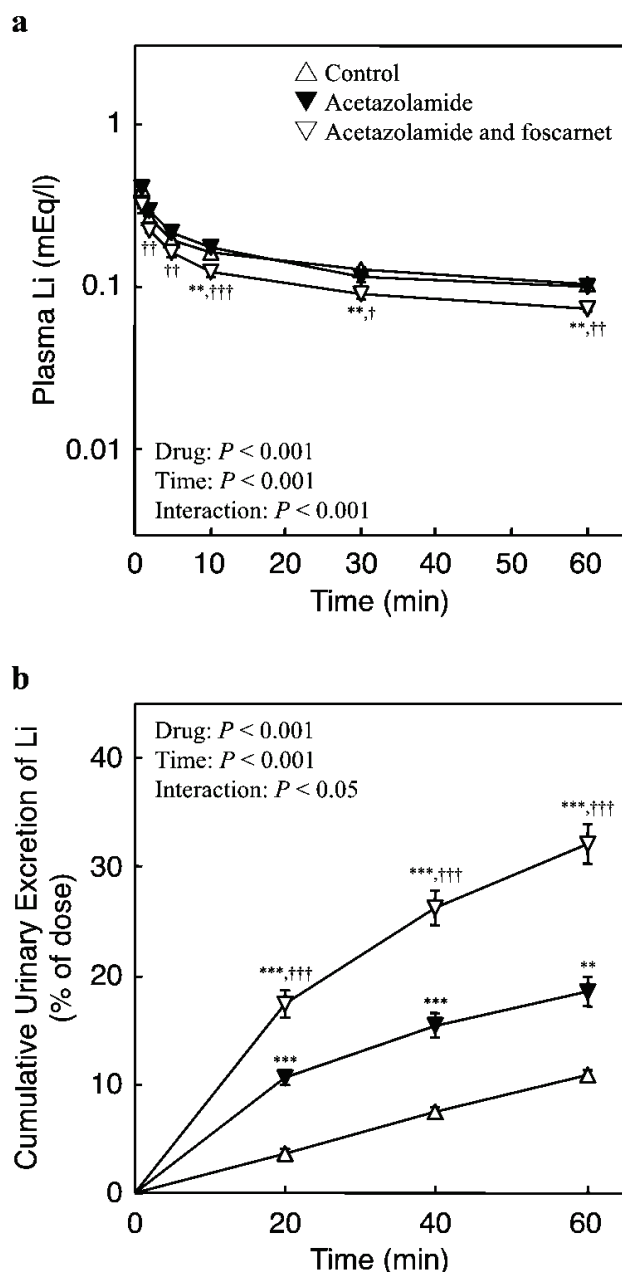 a
Plasma Li (mEq/l)
1
0.1
0.01
Control
Acetazolamide
Acetazolamide and foscarnet
††
††
**,†††
**,†
**,††
Drug: P < 0.001
Time: P < 0.001
Interaction: P < 0.001
0 10 20 30 40 50 60
Time (min)
b
Cumulative Urinary Excretion of Li
(% of dose)
40
30
20
10
0
Drug: P < 0.001
Time: P < 0.001
Interaction: P < 0.05
***,†††
***,†††
***,†††
***
***
**
0 20 40 60
Time (min)